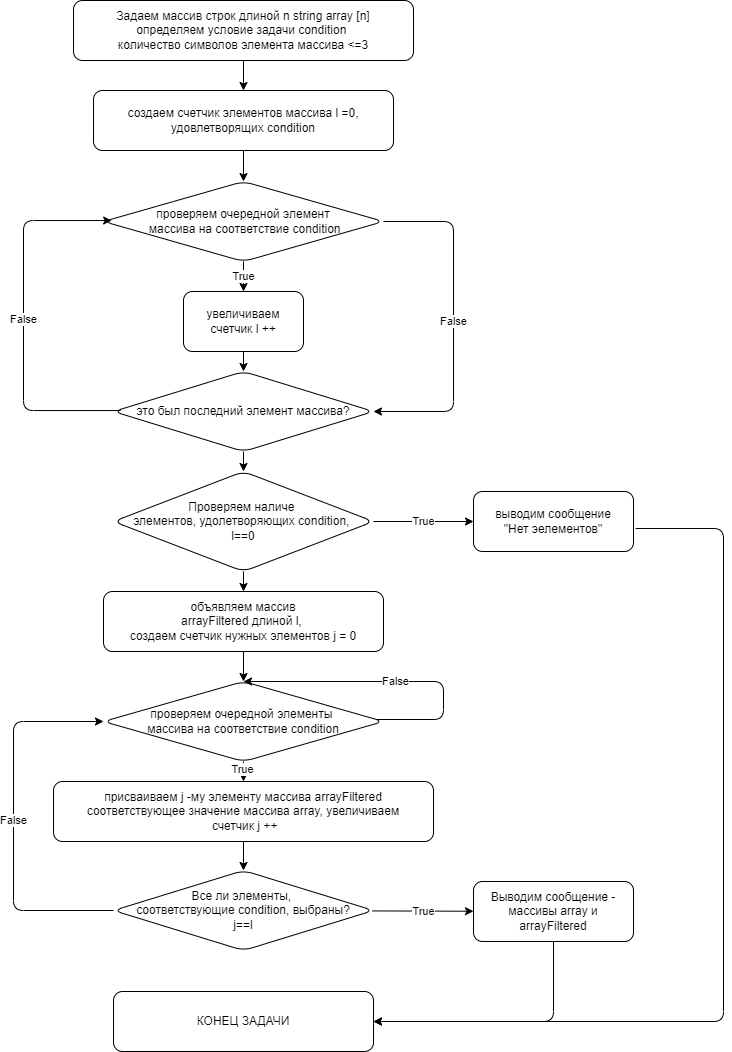 Задаем массив строк длиной n string array [n]
определяем условие задачи condition
количество символов элемента массива <=3
создаем счетчик элементов массива l =0,
удовлетворящих condition
проверяем очередной элемент
массива на соответствие condition
True
False
False
увеличиваем
счетчик l ++
это был последний элемент массива?
Проверяем наличе
элементов, удолетворяющих condition,
l==0
True
выводим сообщение
"Нет эелементов"
объявляем массив
arrayFiltered длиной l,
создаем счетчик нужных элементов j = 0
False
проверяем очередной элементы
массива на соответствие condition
True
присваиваем j -му элементу массива arrayFiltered
соответствующее значение массива array, увеличиваем
счетчик j ++
False
Все ли элементы,
соответствующие condition, выбраны?
j==l
True
Выводим сообщение -
массивы array и
arrayFiltered
КОНЕЦ ЗАДАЧИ